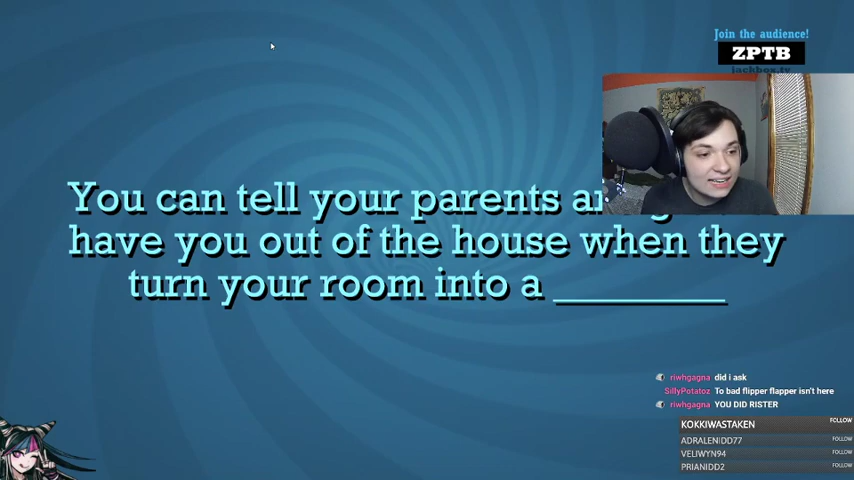 Join the audience!
ZPTB
jackbox.tv
You can tell your parents
have you out of the house when they
turn your room into a ________
riwhgagna did i ask
SillyPotatoz To bad flipper flapper isn't here
riwhgagna YOU DID RISTER
KOKKIWASTAKEN FOLLOW
ADRALENIDD77 FOLLOW
VELIWYN94 FOLLOW
PRIANIDD2 FOLLOW